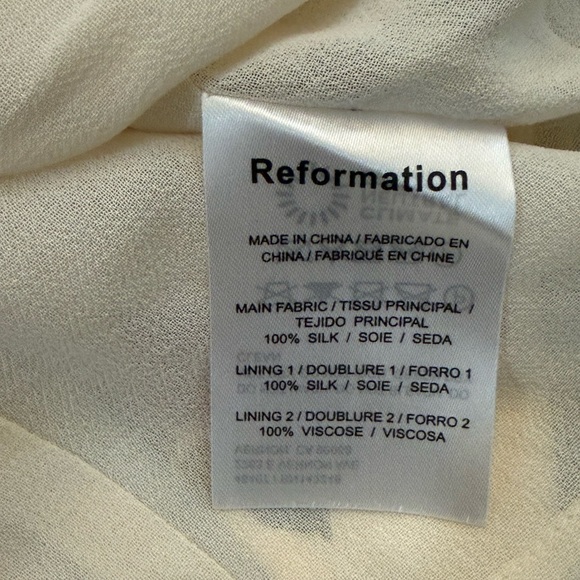 Reformation
MADE IN CHINA / FABRICADO EN
CHINA / FABRIQUÉ EN CHINE
MAIN FABRIC / TISSU PRINCIPAL /
TEJIDO PRINCIPAL
100% SILK / SOIE / SEDA
LINING 1 / DOUBLURE 1 / FORRO 1
100% SILK / SOIE / SEDA
LINING 2 / DOUBLURE 2 / FORRO 2
100% VISCOSE / VISCOSA